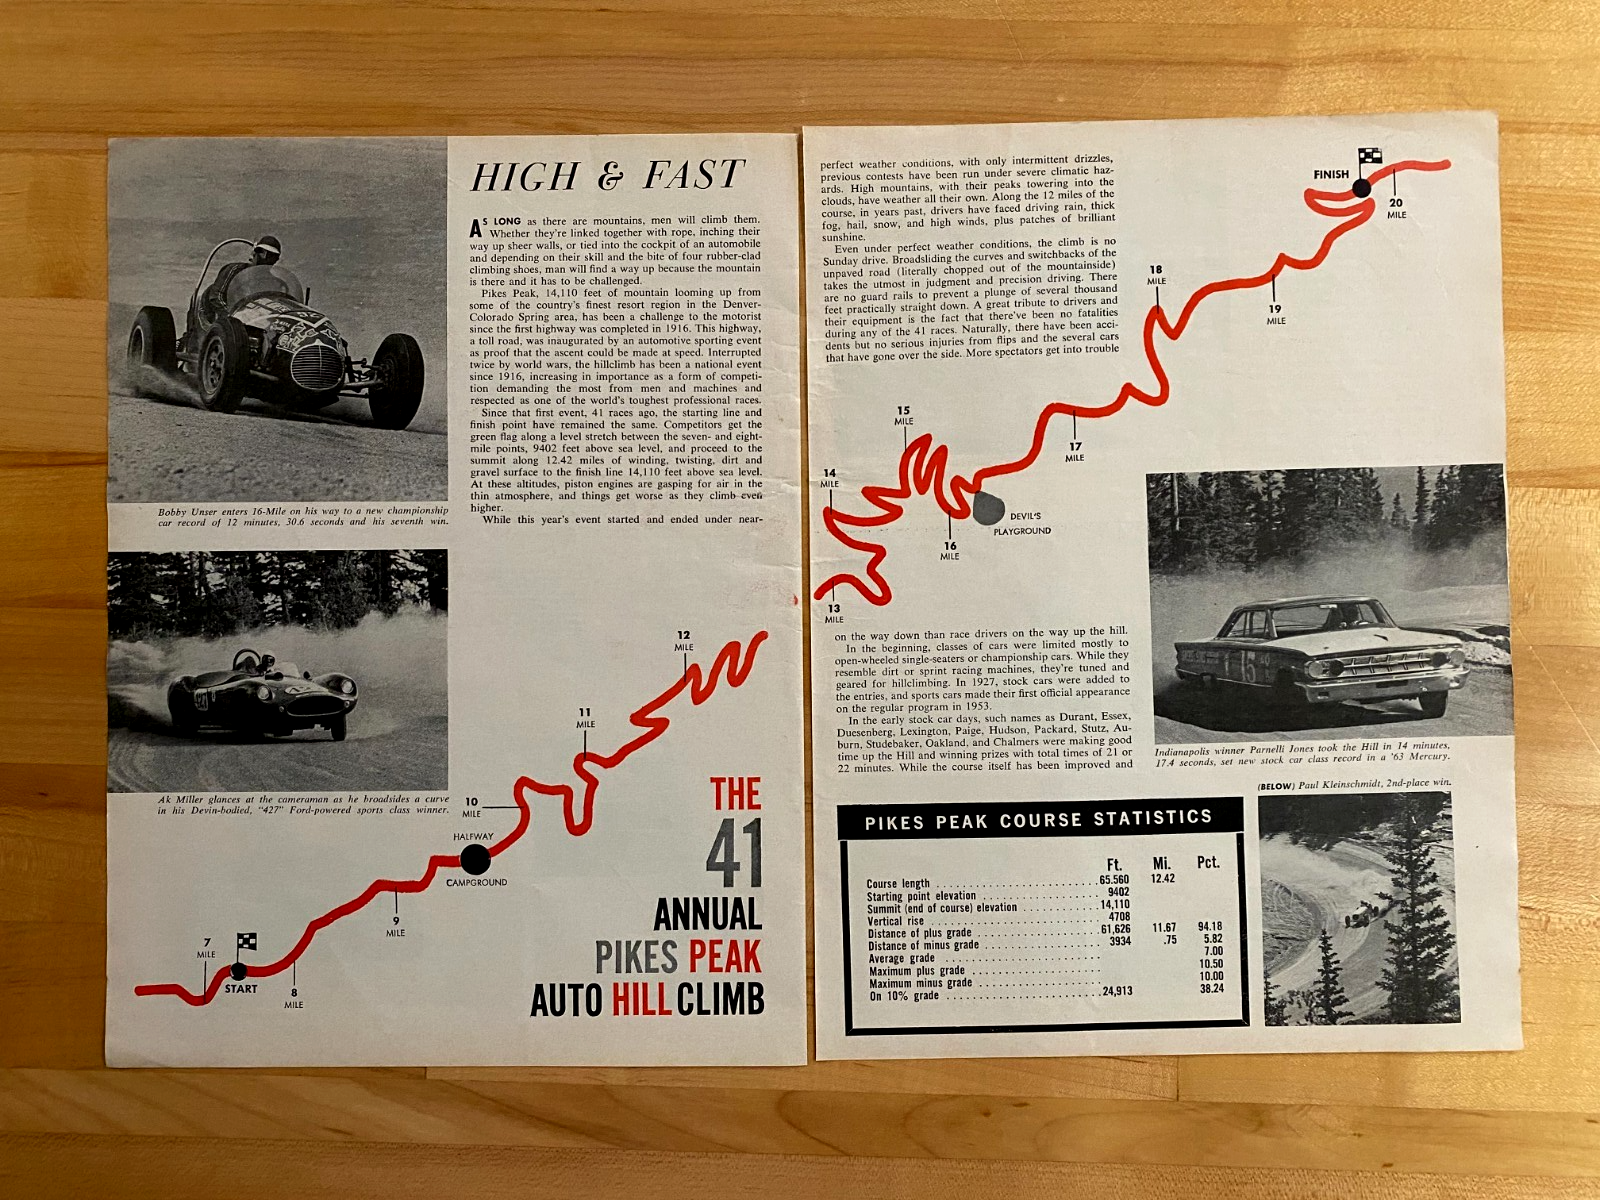 HIGH & FAST
AS LONG as there are mountains, men will climb them.
Whether they're linked together with rope, inching their
way up sheer walls, or tied into the cockpit of an automobile
and depending on their skill and the bite of four rubber-clad
climbing shoes, man will find a way up because the mountain
is there and it has to be challenged.
Pikes Peak, 14,110 feet of mountain looming up from
some of the country's finest resort region in the Denver-
Colorado Spring area, has been a challenge to the motorist
since the first highway was completed in 1916. This highway,
a toll road, was inaugurated by an automotive sporting event
as proof that the ascent could be made at speed. Interrupted
twice by world wars, the hillclimb has been a national event
since 1916, increasing in importance as a form of competi-
tion demanding the most from men and machines and
respected as one of the world's toughest professional races.
Since that first event, 41 races ago, the starting line and
finish point have remained the same. Competitors get the
green flag along a level stretch between the seven- and eight-
mile points, 9402 feet above sea level, and proceed to the
summit along 12.42 miles of winding, twisting, dirt and
gravel surface to the finish line 14,110 feet above sea level.
At these altitudes, piston engines are gasping for air in the
thin atmosphere, and things get worse as they climb even
higher.
While this year's event started and ended under near-
Bobby Unser enters 16-Mile on his way to a new championship
car record of 12 minutes, 30.6 seconds and his seventh win.
Ak Miller glances at the cameraman as he broadsides a curve
in his Devin-bodied, "427" Ford-powered sports class winner.
7
MILE
START
8
MILE
9
MILE
HALFWAY
CAMPGROUND
10
MILE
11
MILE
12
MILE
THE
41
ANNUAL
PIKES PEAK
AUTO HILL CLIMB
perfect weather conditions, with only intermittent drizzles,
previous contests have been run under severe climatic haz-
ards. High mountains, with their peaks towering into the
clouds, have weather all their own. Along the 12 miles of the
course, in years past, drivers have faced driving rain, thick
fog, hail, snow, and high winds, plus patches of brilliant
sunshine.
Even under perfect weather conditions, the climb is no
Sunday drive. Broadsliding the curves and switchbacks of the
unpaved road (literally chopped out of the mountainside)
takes the utmost in judgment and precision driving. There
are no guard rails to prevent a plunge of several thousand
feet practically straight down. A great tribute to drivers and
their equipment is the fact that there've been no fatalities
during any of the 41 races. Naturally, there have been acci-
dents but no serious injuries from flips and the several cars
that have gone over the side. More spectators get into trouble
13
MILE
14
MILE
15
MILE
16
MILE
DEVIL'S
PLAYGROUND
17
MILE
18
MILE
19
MILE
FINISH
20
MILE
on the way down than race drivers on the way up the hill.
In the beginning, classes of cars were limited mostly to
open-wheeled single-seaters or championship cars. While they
resemble dirt or sprint racing machines, they're tuned and
geared for hillclimbing. In 1927, stock cars were added to
the entries, and sports cars made their first official appearance
on the regular program in 1953.
In the early stock car days, such names as Durant, Essex,
Duesenberg, Lexington, Paige, Hudson, Packard, Stutz, Au-
burn, Studebaker, Oakland, and Chalmers were making good
time up the Hill and winning prizes with total times of 21 or
22 minutes. While the course itself has been improved and
15
Indianapolis winner Parnelli Jones took the Hill in 14 minutes,
17.4 seconds, set new stock car class record in a '63 Mercury.
(BELOW) Paul Kleinschmidt, 2nd-place win.
PIKES PEAK COURSE STATISTICS
Ft. Mi. Pct.
Course length 65,560 12.42
Starting point elevation 9402
Summit (end of course) elevation 14,110
Vertical rise 4708
Distance of plus grade 61,626 11.67 94.18
Distance of minus grade 3934 .75 5.82
Average grade 7.00
Maximum plus grade 10.50
Maximum minus grade 10.00
On 10% grade 24,913 38.24